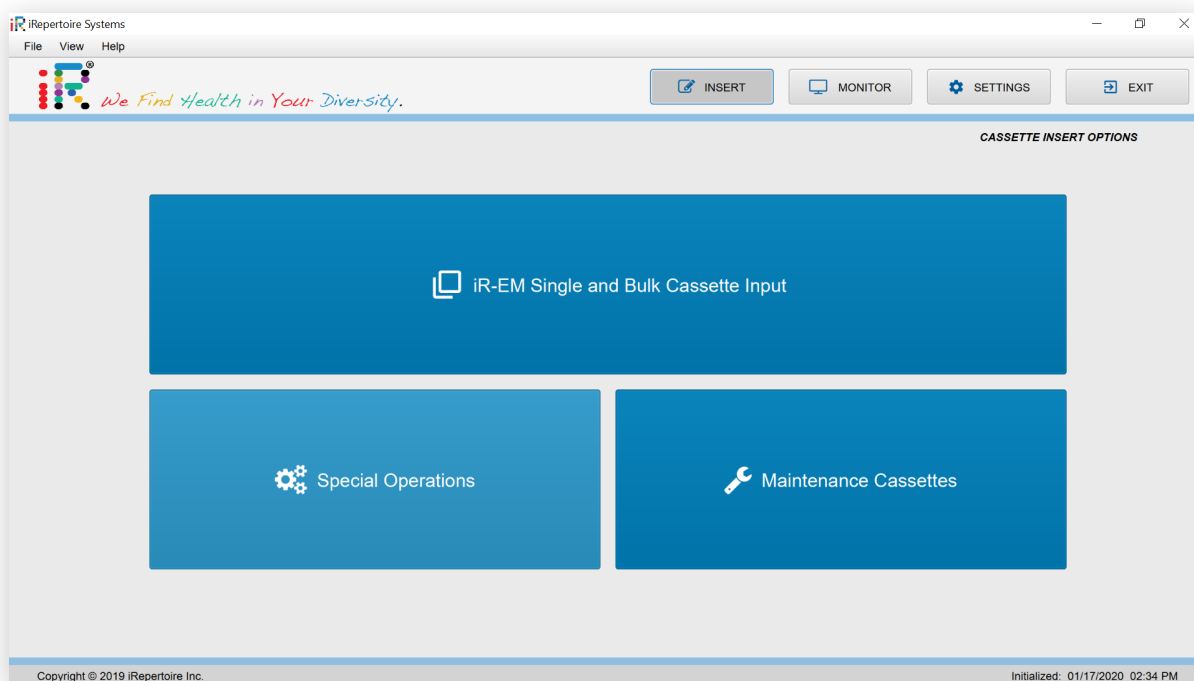 iR iRepertoire Systems
File View Help
iR® We Find Health in Your Diversity.
INSERT MONITOR SETTINGS EXIT
CASSETTE INSERT OPTIONS
iR-EM Single and Bulk Cassette Input
Special Operations Maintenance Cassettes
Copyright © 2019 iRepertoire Inc. Initialized: 01/17/2020 02:34 PM